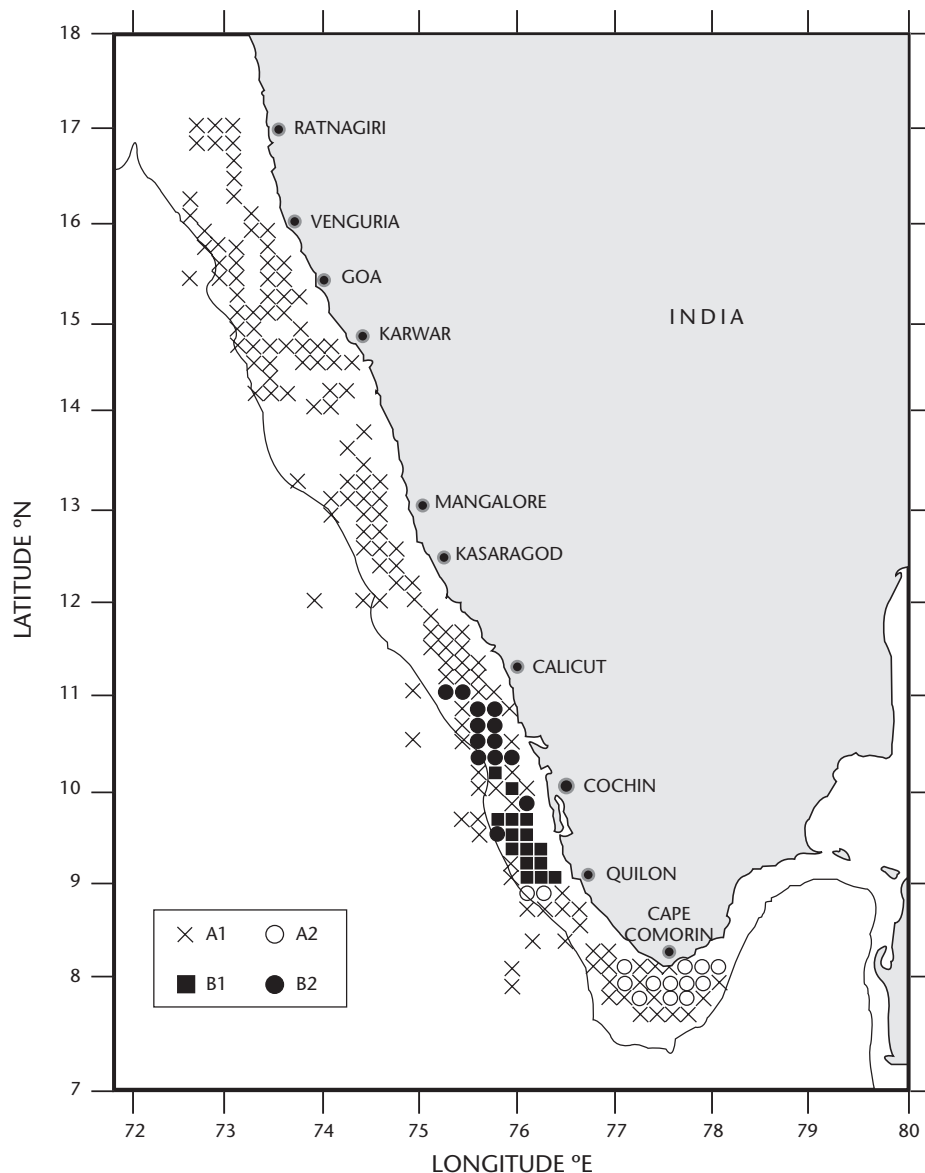 18
17
16
15
14
13
12
11
10
9
8
7
LATITUDE ºN
RATNAGIRI
VENGURIA
GOA
INDIA
KARWAR
MANGALORE
KASARAGOD
CALICUT
COCHIN
QUILON
CAPE
COMORIN
A1 A2
B1 B2
72 73 74 75 76 77 78 79 80
LONGITUDE ºE